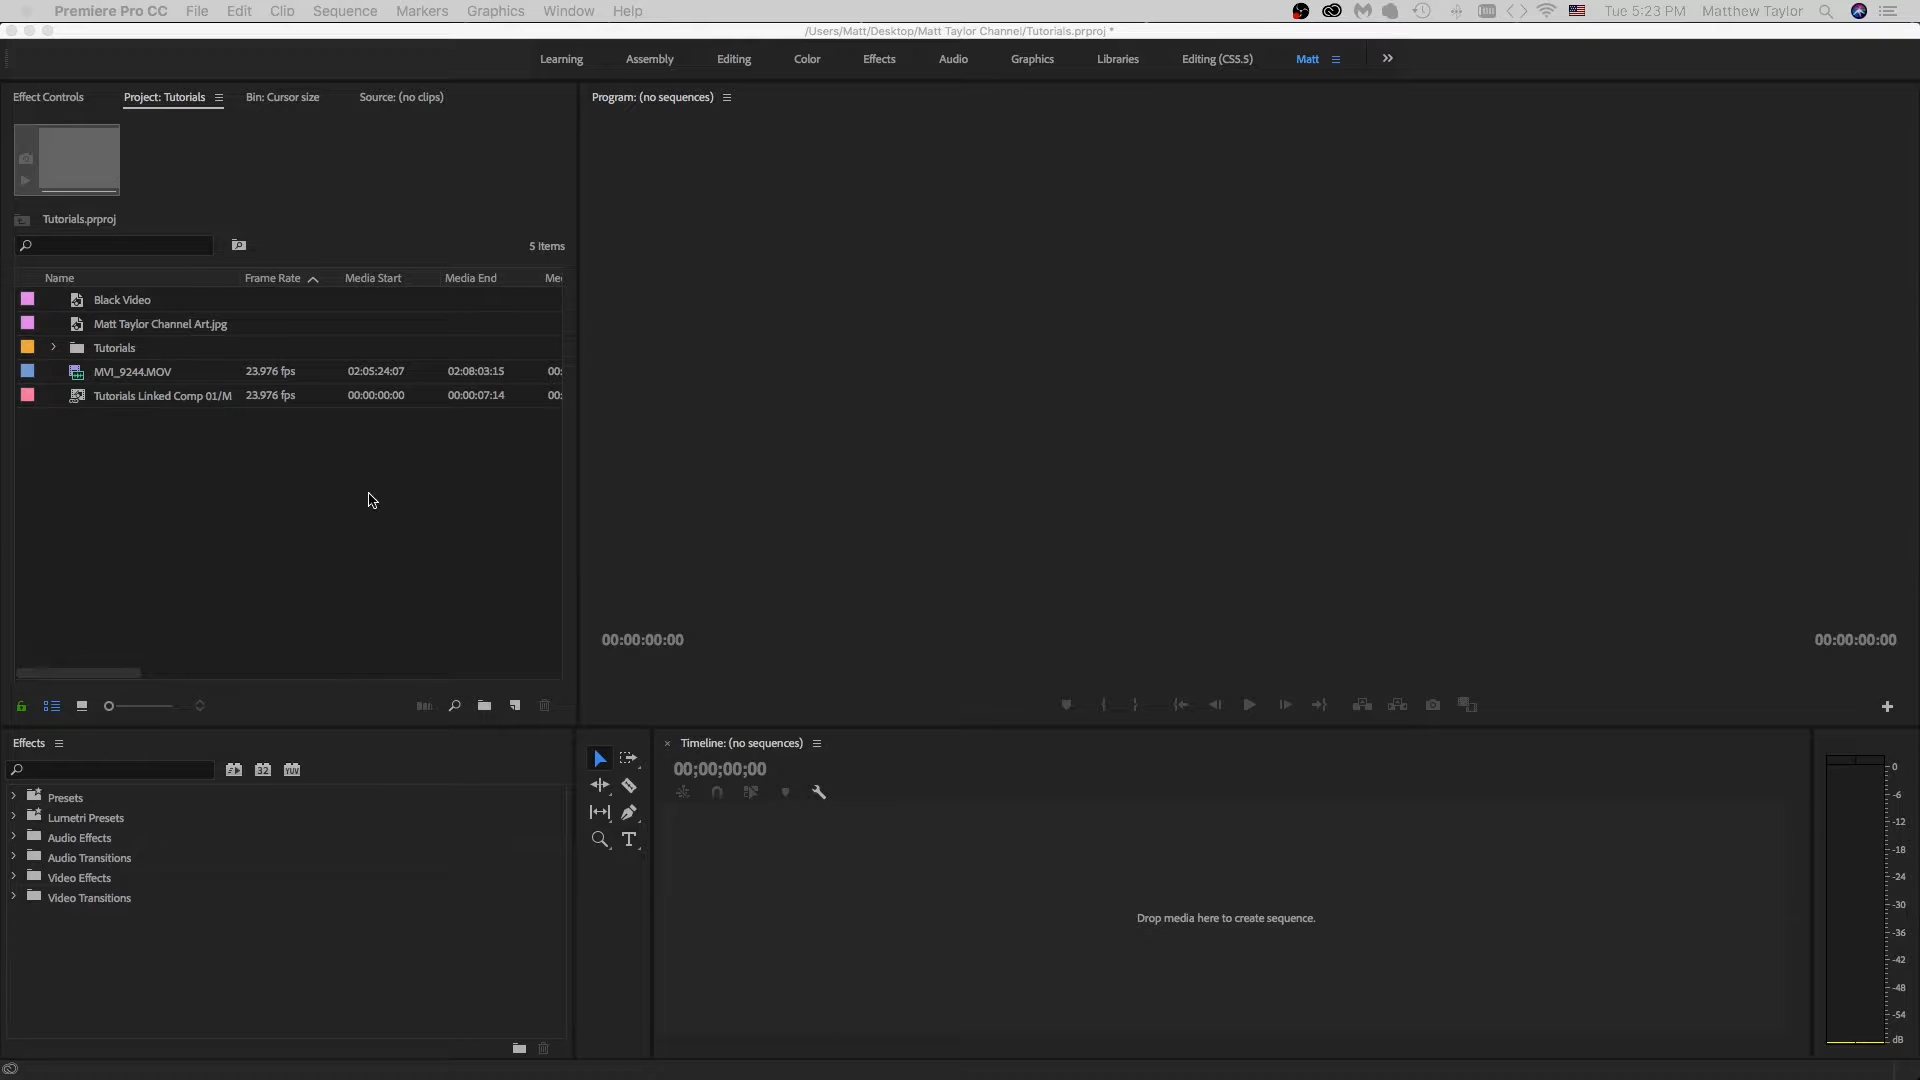 Premiere Pro CC File Edit Clip Sequence Markers Graphics Window Help Tue 5:23 PM Matthew Taylor
/Users/Matt/Desktop/Matt Taylor Channel/Tutorials.prproj *
Learning Assembly Editing Color Effects Audio Graphics Libraries Editing (CS5.5) Matt
Effect Controls Project: Tutorials Bin: Cursor size Source: (no clips)
Program: (no sequences)
Tutorials.prproj
5 Items
Name Frame Rate Media Start Media End Me
Black Video
Matt Taylor Channel Art.jpg
Tutorials
MVI_9244.MOV 23.976 fps 02:05:24:07 02:08:03:15 00:
Tutorials Linked Comp 01/M 23.976 fps 00:00:00:00 00:00:07:14 00:
00:00:00:00 00:00:00:00
Effects
32 YUV
Presets
Lumetri Presets
Audio Effects
Audio Transitions
Video Effects
Video Transitions
Timeline: (no sequences)
00;00;00;00
Drop media here to create sequence.
0
-6
-12
-18
-24
-30
-36
-42
-48
-54
dB